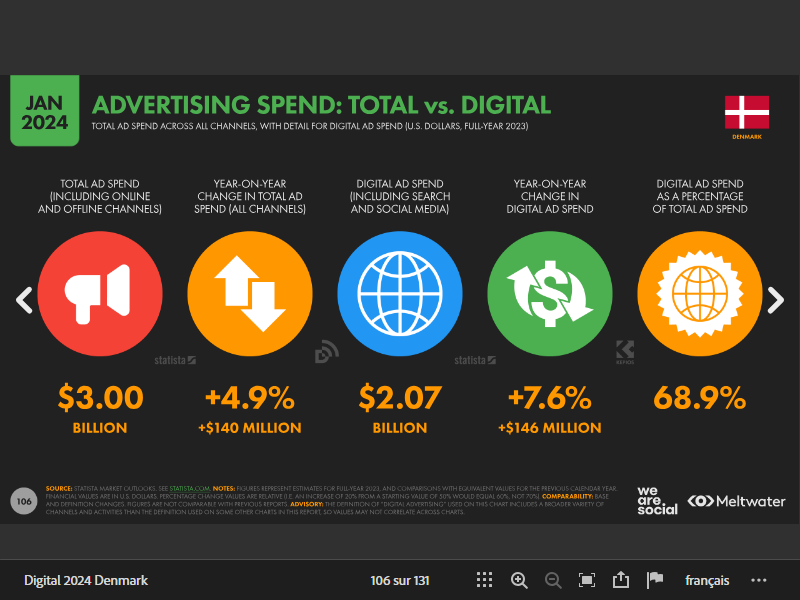 JAN
2024
ADVERTISING SPEND: TOTAL vs. DIGITAL
TOTAL AD SPEND ACROSS ALL CHANNELS, WITH DETAIL FOR DIGITAL AD SPEND (U.S. DOLLARS, FULL-YEAR 2023)
DENMARK
TOTAL AD SPEND
(INCLUDING ONLINE
AND OFFLINE CHANNELS)
YEAR-ON-YEAR
CHANGE IN TOTAL AD
SPEND (ALL CHANNELS)
DIGITAL AD SPEND
(INCLUDING SEARCH
AND SOCIAL MEDIA)
YEAR-ON-YEAR
CHANGE IN
DIGITAL AD SPEND
DIGITAL AD SPEND
AS A PERCENTAGE
OF TOTAL AD SPEND
$
statista
statista
KEPIOS
$3.00
BILLION
+4.9%
+$140 MILLION
$2.07
BILLION
+7.6%
+$146 MILLION
68.9%
106
SOURCE: STATISTA MARKET OUTLOOKS. SEE STATISTA.COM. NOTES: FIGURES REPRESENT ESTIMATES FOR FULL-YEAR 2023, AND COMPARISONS WITH EQUIVALENT VALUES FOR THE PREVIOUS CALENDAR YEAR.
FINANCIAL VALUES ARE IN U.S. DOLLARS. PERCENTAGE CHANGE VALUES ARE RELATIVE (I.E. AN INCREASE OF 20% FROM A STARTING VALUE OF 50% WOULD EQUAL 60%, NOT 70%). COMPARABILITY: BASE
AND DEFINITION CHANGES. FIGURES ARE NOT COMPARABLE WITH PREVIOUS REPORTS. ADVISORY: THE DEFINITION OF "DIGITAL ADVERTISING" USED ON THIS CHART INCLUDES A BROADER VARIETY OF
CHANNELS AND ACTIVITIES THAN THE DEFINITION USED ON SOME OTHER CHARTS IN THIS REPORT, SO VALUES MAY NOT CORRELATE ACROSS CHARTS.
we
are.
social
Meltwater
Digital 2024 Denmark
106 sur 131
français